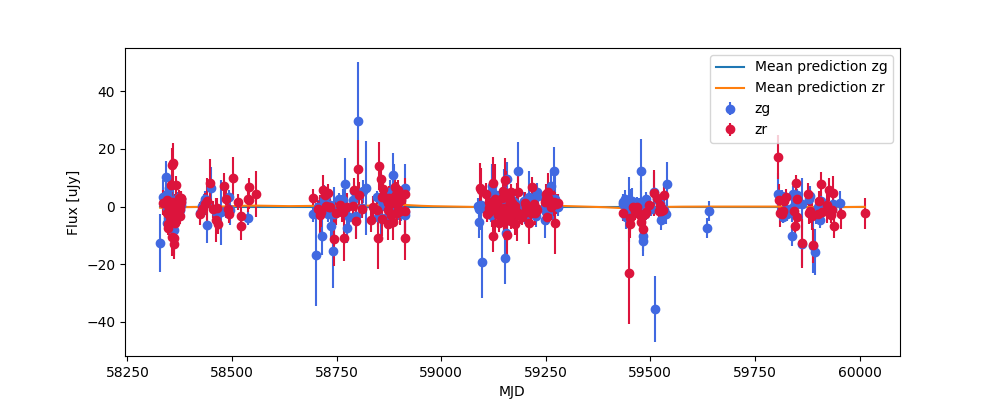 Mean prediction zg
Mean prediction zr
zg
zr
Flux [uJy]
40
20
0
−20
−40
58250
58500
58750
59000
59250
59500
59750
60000
MJD